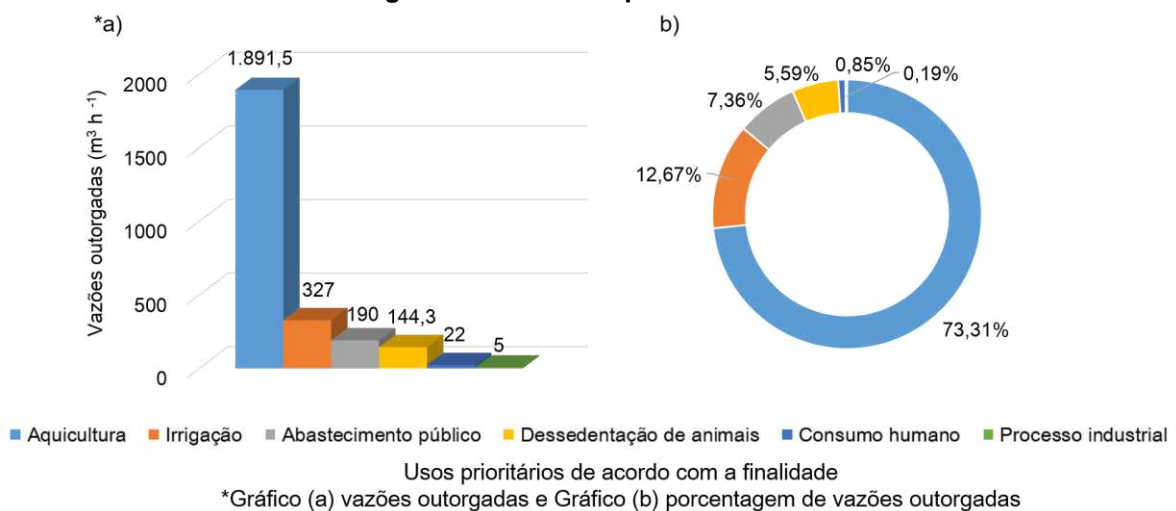 *a)
b)
Vazões outorgadas (m³ h⁻¹)
2000
1500
1000
500
0
1.891,5
327
190
144,3
22
5
0,85%
0,19%
5,59%
7,36%
12,67%
73,31%
Aquicultura Irrigação Abastecimento público Dessedentação de animais Consumo humano Processo industrial
Usos prioritários de acordo com a finalidade
*Gráfico (a) vazões outorgadas e Gráfico (b) porcentagem de vazões outorgadas